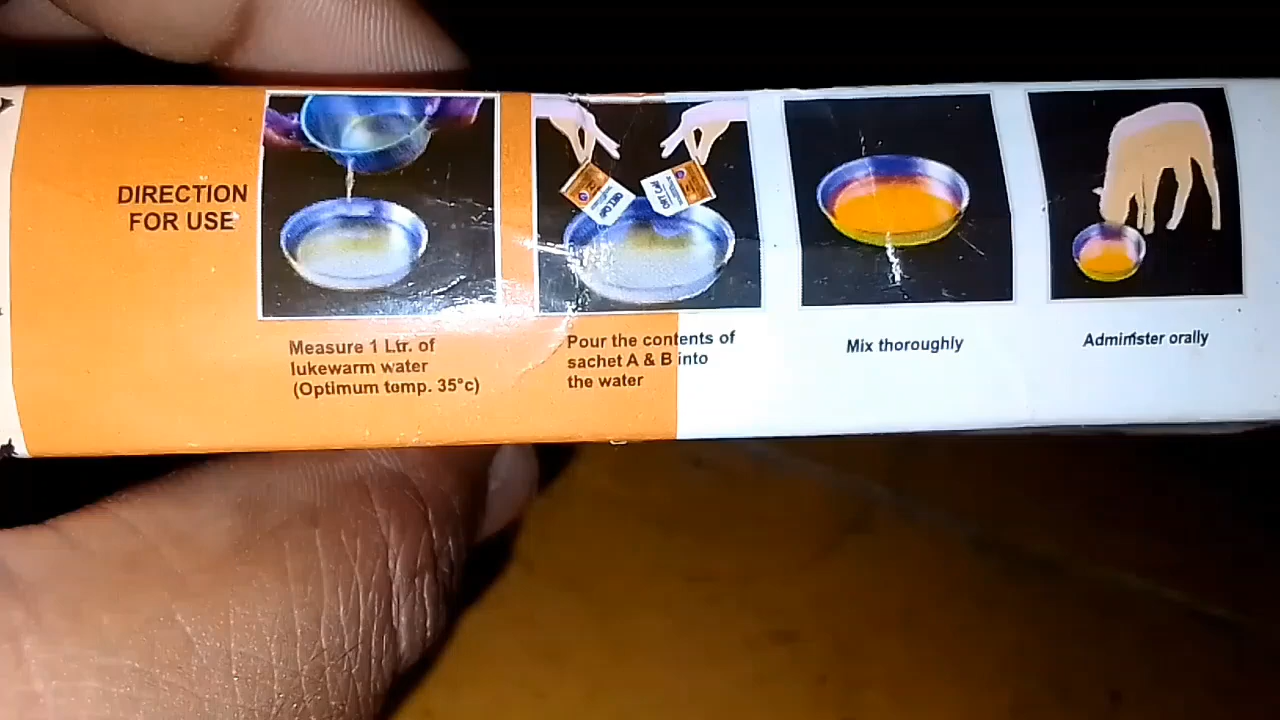 DIRECTION
FOR USE
Measure 1 Ltr. of
lukewarm water
(Optimum temp. 35°c)
Pour the contents of
sachet A & B into
the water
Mix thoroughly
Administer orally